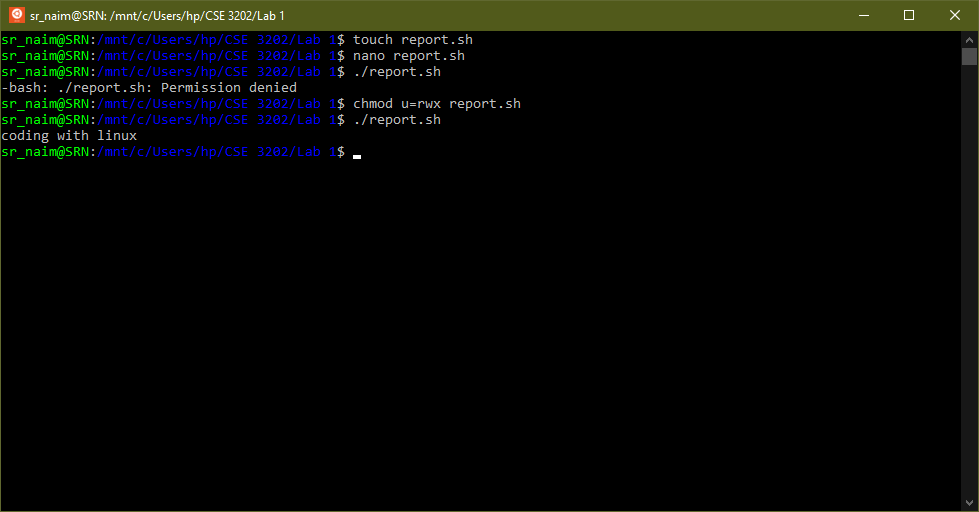 sr_naim@SRN: /mnt/c/Users/hp/CSE 3202/Lab 1
sr_naim@SRN:/mnt/c/Users/hp/CSE 3202/Lab 1$ touch report.sh
sr_naim@SRN:/mnt/c/Users/hp/CSE 3202/Lab 1$ nano report.sh
sr_naim@SRN:/mnt/c/Users/hp/CSE 3202/Lab 1$ ./report.sh
-bash: ./report.sh: Permission denied
sr_naim@SRN:/mnt/c/Users/hp/CSE 3202/Lab 1$ chmod u=rwx report.sh
sr_naim@SRN:/mnt/c/Users/hp/CSE 3202/Lab 1$ ./report.sh
coding with linux
sr_naim@SRN:/mnt/c/Users/hp/CSE 3202/Lab 1$